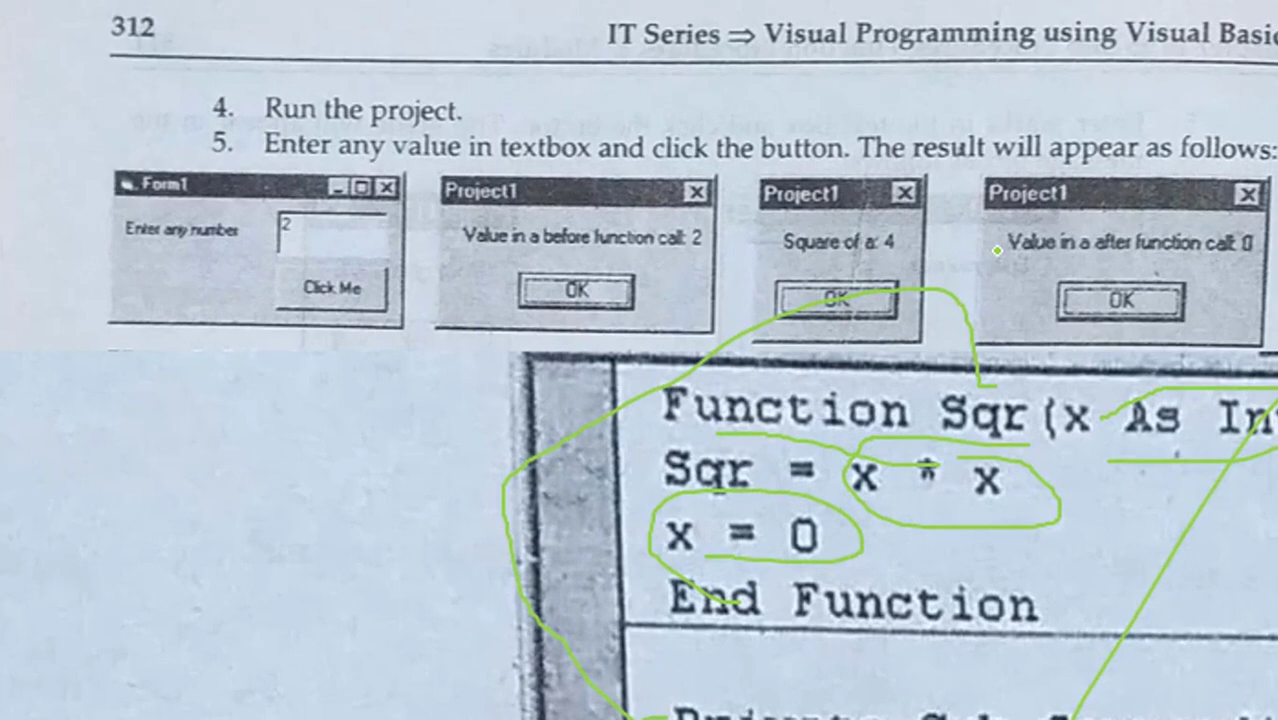 312
IT Series ⇒ Visual Programming using Visual Basic
4. Run the project.
5. Enter any value in textbox and click the button. The result will appear as follows:
Form1
Enter any number 2
Click Me
Project1
Value in a before function call: 2
OK
Project1
Square of a: 4
OK
Project1
Value in a after function call: 0
OK
Function Sqr(x As In
Sqr = x * x
x = 0
End Function